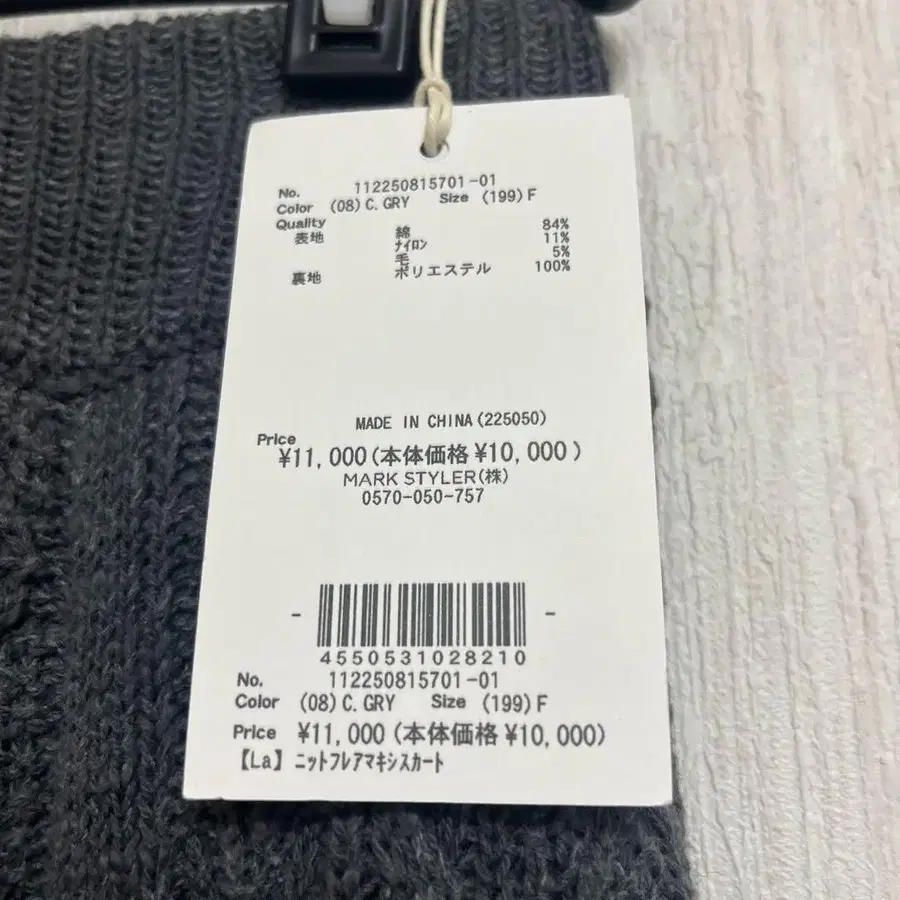 No. 112250815701-01
Color (08)C.GRY Size (199)F
Quality
表地 綿 84%
ﾅｲﾛﾝ 11%
毛 5%
裏地 ポリエステル 100%
MADE IN CHINA(225050)
Price
¥11,000(本体価格¥10,000)
MARK STYLER(株)
0570-050-757
- -
4550531028210
No. 112250815701-01
Color (08)C.GRY Size (199)F
Price ¥11,000(本体価格¥10,000)
【La】ﾆｯﾄﾌﾚｱﾏｷｼｽｶｰﾄ